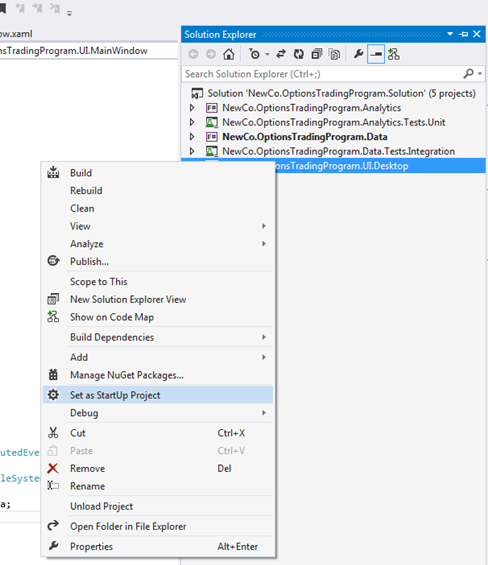 ow.xaml
nsTradingProgram.UI.MainWindow
Solution Explorer
Search Solution Explorer (Ctrl+;)
Solution 'NewCo.OptionsTradingProgram.Solution' (5 projects)
NewCo.OptionsTradingProgram.Analytics
NewCo.OptionsTradingProgram.Analytics.Tests.Unit
NewCo.OptionsTradingProgram.Data
NewCo.OptionsTradingProgram.Data.Tests.Integration
ptionsTradingProgram.UI.Desktop
Build
Rebuild
Clean
View
Analyze
Publish...
Scope to This
New Solution Explorer View
Show on Code Map
Build Dependencies
Add
Manage NuGet Packages...
Set as StartUp Project
Debug
Cut Ctrl+X
Paste Ctrl+V
Remove Del
Rename
Unload Project
Open Folder in File Explorer
Properties Alt+Enter
utedEve
leSystem
a;